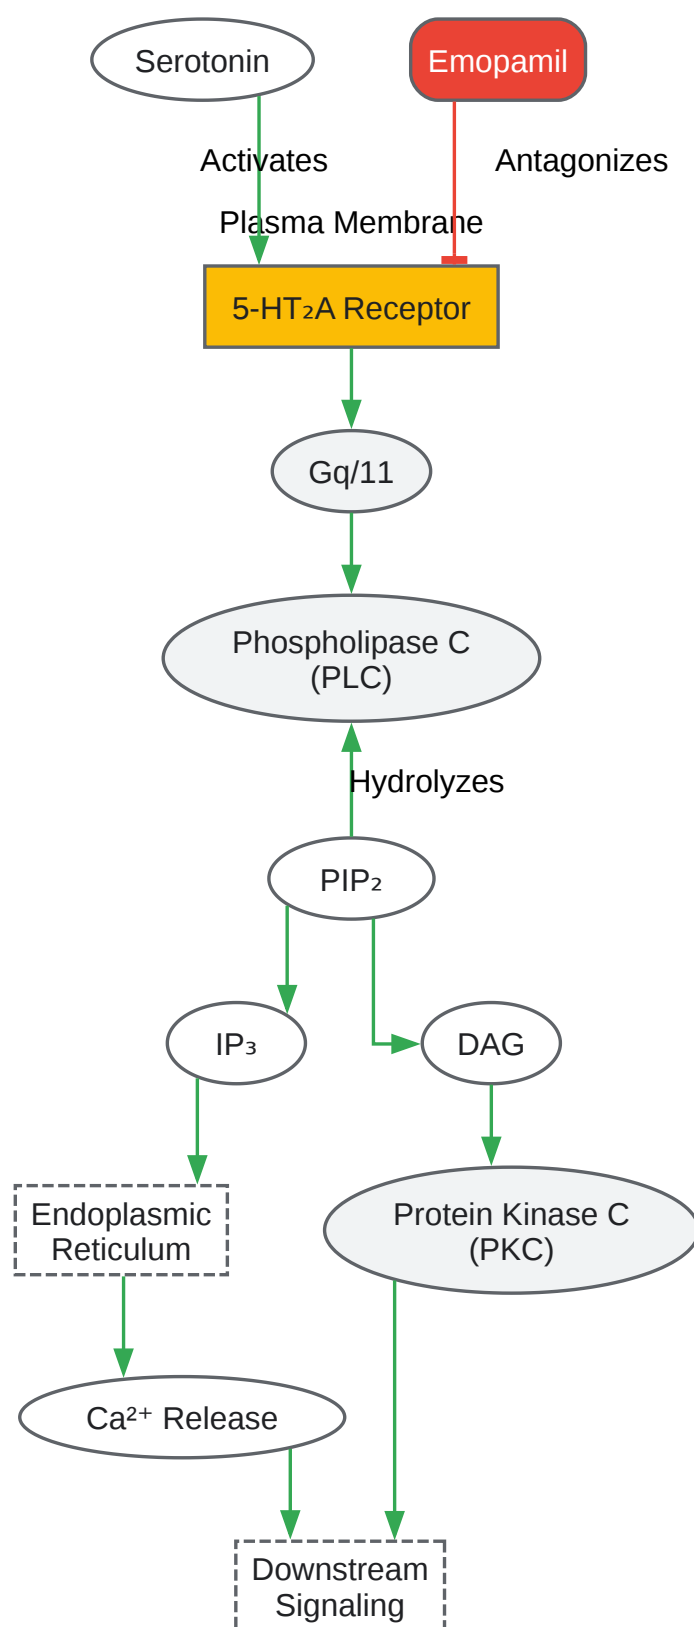 Serotonin
Emopamil
Activates
Antagonizes
Plasma Membrane
5-HT₂A Receptor
Gq/11
Phospholipase C
(PLC)
Hydrolyzes
PIP₂
IP₃
DAG
Endoplasmic
Reticulum
Protein Kinase C
(PKC)
Ca²⁺ Release
Downstream
Signaling